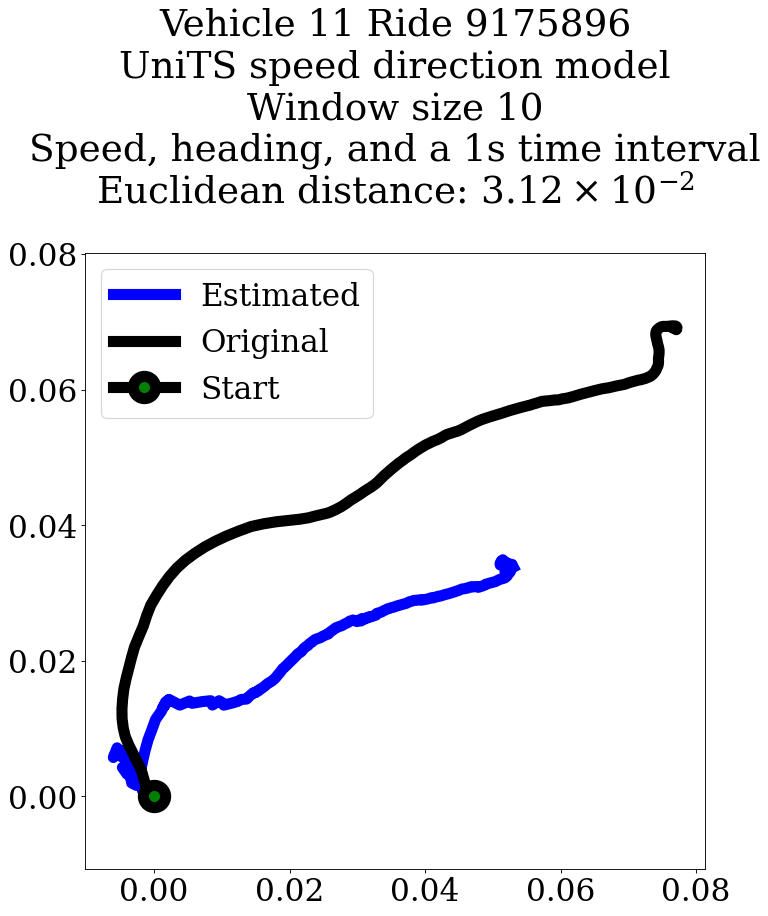 Vehicle 11 Ride 9175896
UniTS speed direction model
Window size 10
Speed, heading, and a 1s time interval
Euclidean distance: 3.12 × 10⁻²
0.08
Estimated
Original
Start
0.06
0.04
0.02
0.00
0.00 0.02 0.04 0.06 0.08